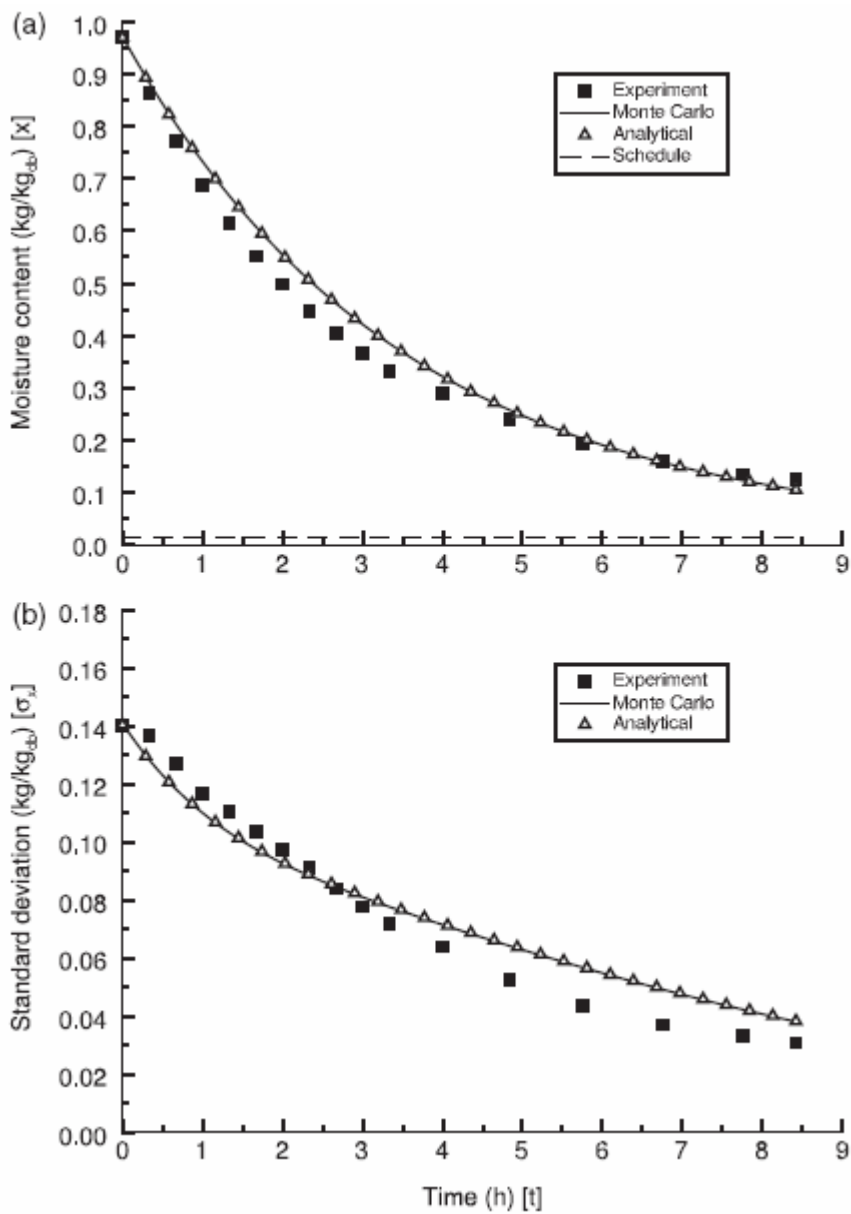 (a)
1.0
0.9
0.8
0.7
0.6
0.5
0.4
0.3
0.2
0.1
0.0
Moisture content (kg/kg_db) [x]
Experiment
Monte Carlo
Analytical
Schedule
0 1 2 3 4 5 6 7 8 9
(b)
0.18
0.16
0.14
0.12
0.10
0.08
0.06
0.04
0.02
0.00
Standard deviation (kg/kg_db) [σ_x]
Experiment
Monte Carlo
Analytical
0 1 2 3 4 5 6 7 8 9
Time (h) [t]